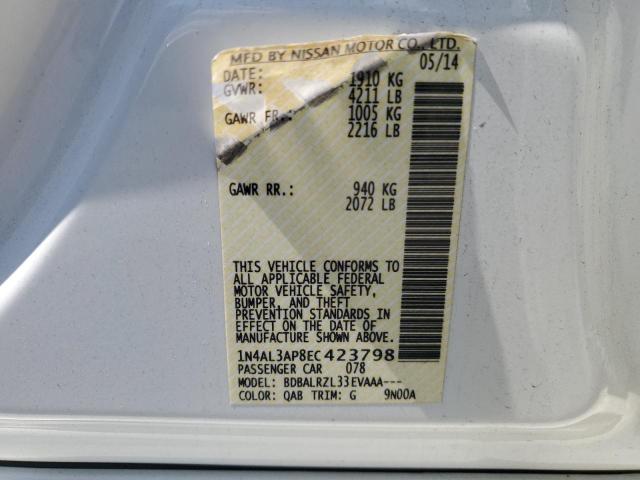 MFD BY NISSAN MOTOR CO., LTD.
DATE: 05/14
GVWR: 1910 KG
4211 LB
GAWR FR.: 1005 KG
2216 LB
GAWR RR.: 940 KG
2072 LB
THIS VEHICLE CONFORMS TO
ALL APPLICABLE FEDERAL
MOTOR VEHICLE SAFETY,
BUMPER, AND THEFT
PREVENTION STANDARDS IN
EFFECT ON THE DATE OF
MANUFACTURE SHOWN ABOVE.
1N4AL3AP8EC423798
PASSENGER CAR 078
MODEL: BDBALRZL33EVAAA---
COLOR: QAB TRIM: G 9N00A